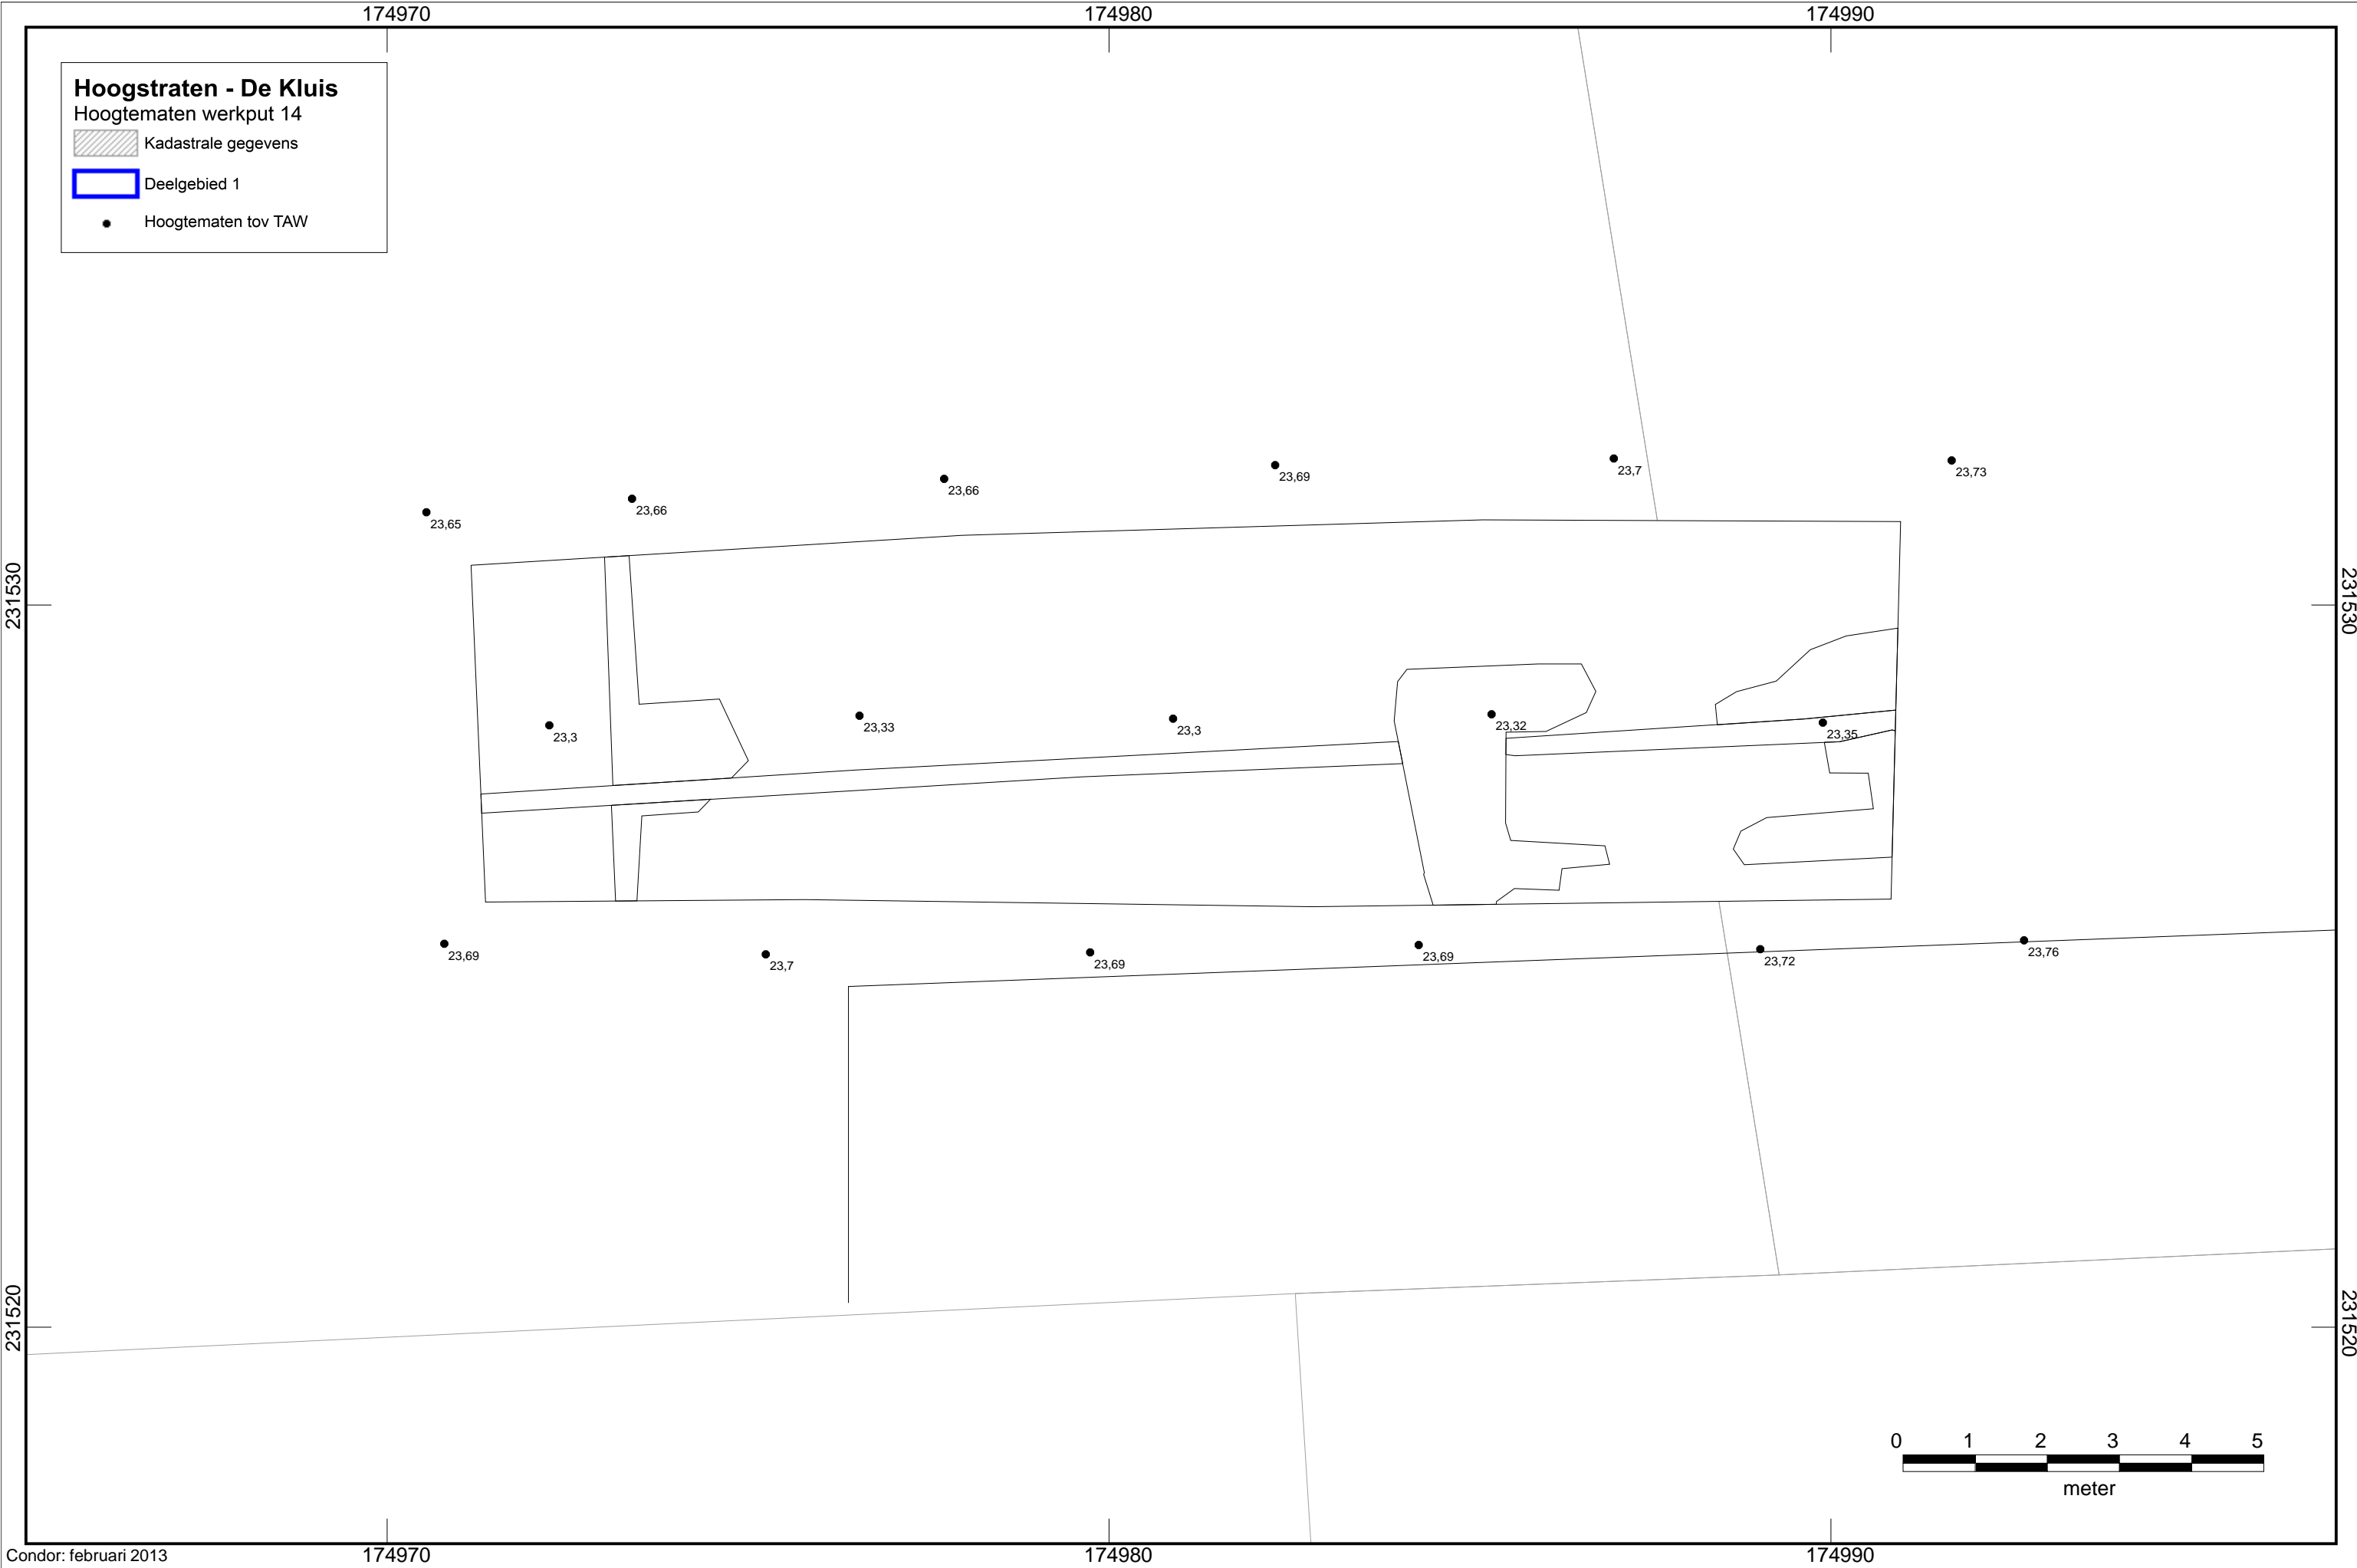 174970 174980 174990
Hoogstraten - De Kluis
Hoogtematen werkput 14
Kadastrale gegevens
Deelgebied 1
Hoogtematen tov TAW
23,65
23,66
23,66
23,69
23,7
23,73
231530
231530
23,3
23,33
23,3
23,32
23,35
23,69
23,7
23,69
23,69
23,72
23,76
231520
231520
0 1 2 3 4 5
meter
Condor: februari 2013
174970 174980 174990